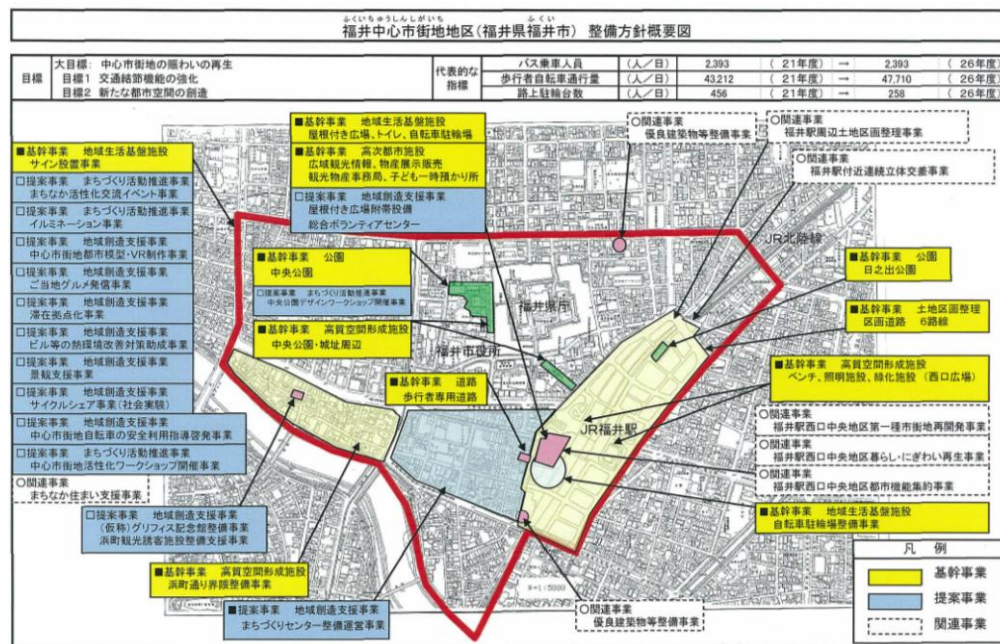 ふくいちゅうしんしがいち ふくい
福井中心市街地地区(福井県福井市) 整備方針概要図
目標
大目標: 中心市街地の賑わいの再生
目標1 交通結節機能の強化
目標2 新たな都市空間の創造
代表的な指標
バス乗車人員 (人/日) 2,393 ( 21年度) → 2,393 ( 26年度)
歩行者自転車通行量 (人/日) 43,212 ( 21年度) → 47,710 ( 26年度)
路上駐輪台数 (人/日) 456 ( 21年度) → 258 ( 26年度)
■基幹事業 地域生活基盤施設
サイン設置事業
□提案事業 まちづくり活動推進事業
まちなか活性化交流イベント事業
□提案事業 まちづくり活動推進事業
イルミネーション事業
□提案事業 地域創造支援事業
中心市街地都市模型・VR制作事業
□提案事業 地域創造支援事業
ご当地グルメ発信事業
□提案事業 地域創造支援事業
滞在拠点化事業
□提案事業 地域創造支援事業
ビル等の熱環境改善対策助成事業
□提案事業 地域創造支援事業
景観支援事業
□提案事業 地域創造支援事業
サイクルシェア事業(社会実験)
□提案事業 まちづくり活動推進事業
中心市街地自転車の安全利用指導啓発事業
□提案事業 まちづくり活動推進事業
中心市街地活性化ワークショップ開催事業
○関連事業
まちなか住まい支援事業
□提案事業 地域創造支援事業
(仮称)グリフィス記念館整備事業
浜町観光誘客施設整備支援事業
■基幹事業 高質空間形成施設
浜町通り界隈整備事業
■提案事業 地域創造支援事業
まちづくりセンター整備運営事業
■基幹事業 地域生活基盤施設
屋根付き広場、トイレ、自転車駐輪場
■基幹事業 高次都市施設
広域観光情報、物産展示販売
観光物産事務局、子ども一時預かり所
□提案事業 地域創造支援事業
屋根付き広場附帯設備
総合ボランティアセンター
■基幹事業 公園
中央公園
□提案事業 まちづくり活動推進事業
中央公園デザインワークショップ開催事業
■基幹事業 高質空間形成施設
中央公園・城址周辺
■基幹事業 道路
歩行者専用道路
福井県庁
福井市役所
JR福井駅
JR北陸線
○関連事業
優良建築物等整備事業
○関連事業
福井駅周辺土地区画整理事業
○関連事業
福井駅付近連続立体交差事業
■基幹事業 公園
日之出公園
■基幹事業 土地区画整理
区画道路 6路線
■基幹事業 高質空間形成施設
ベンチ、照明施設、緑化施設 (西口広場)
○関連事業
福井駅西口中央地区第一種市街地再開発事業
○関連事業
福井駅西口中央地区暮らし・にぎわい再生事業
○関連事業
福井駅西口中央地区都市機能集約事業
■基幹事業 地域生活基盤施設
自転車駐輪場整備事業
○関連事業
優良建築物等整備事業
凡 例
基幹事業
提案事業
関連事業